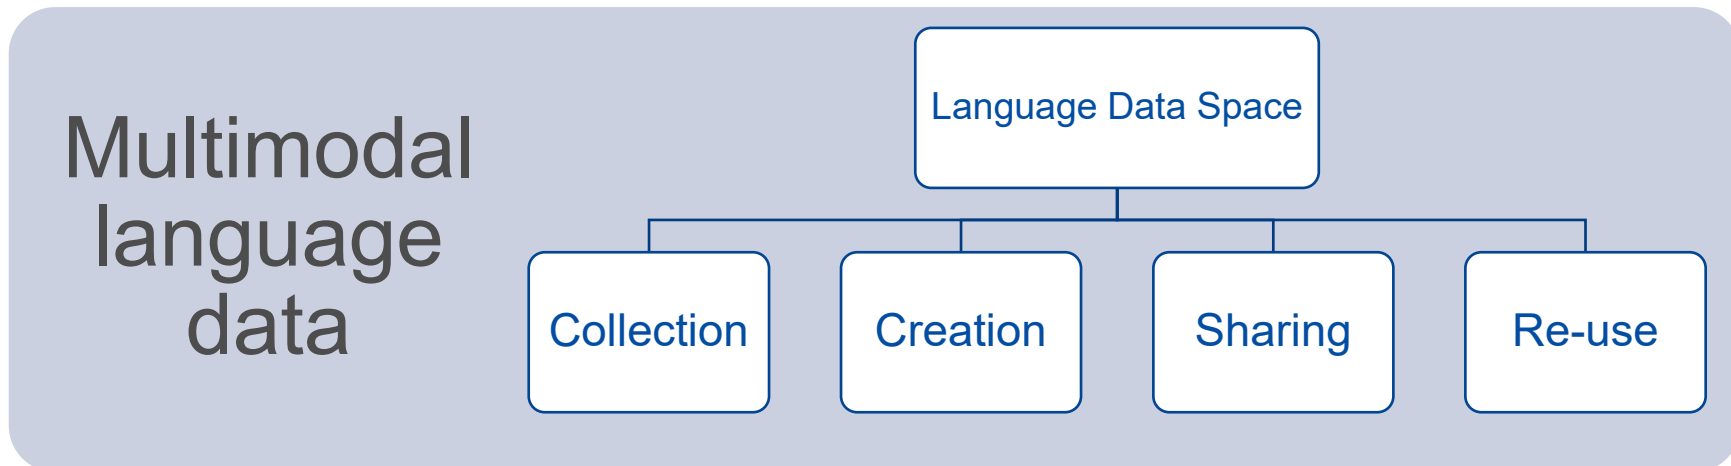 Multimodal
language
data
Language Data Space
Collection
Creation
Sharing
Re-use